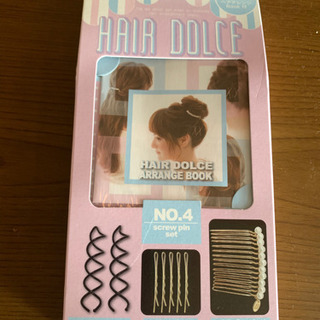 HAIR DOLCE
HAIR DOLCE
ARRANGE BOOK
NO.4
screw pin
set